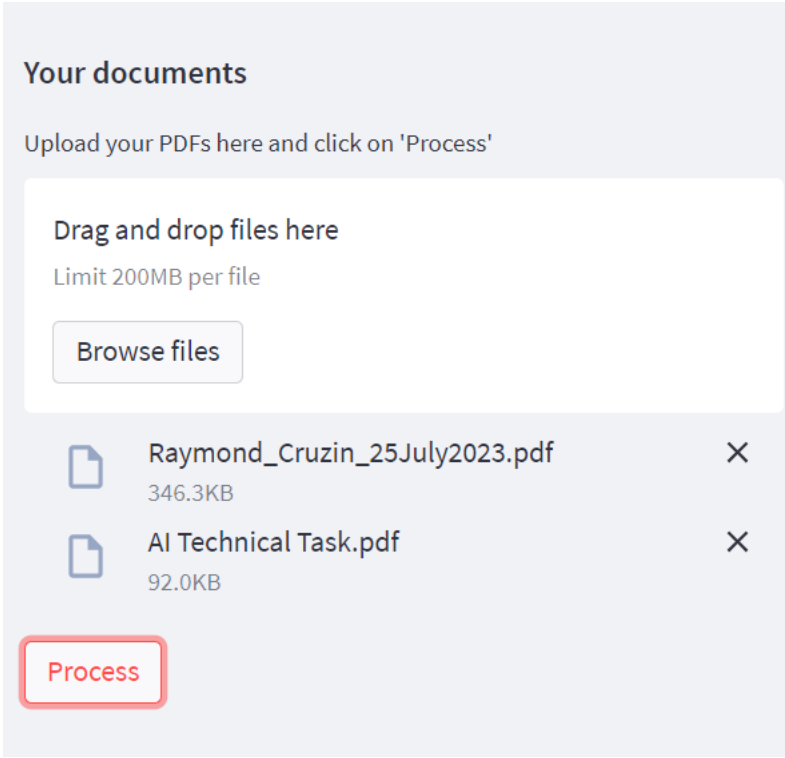 Your documents
Upload your PDFs here and click on 'Process'
Drag and drop files here
Limit 200MB per file
Browse files
Raymond_Cruzin_25July2023.pdf
346.3KB
AI Technical Task.pdf
92.0KB
Process